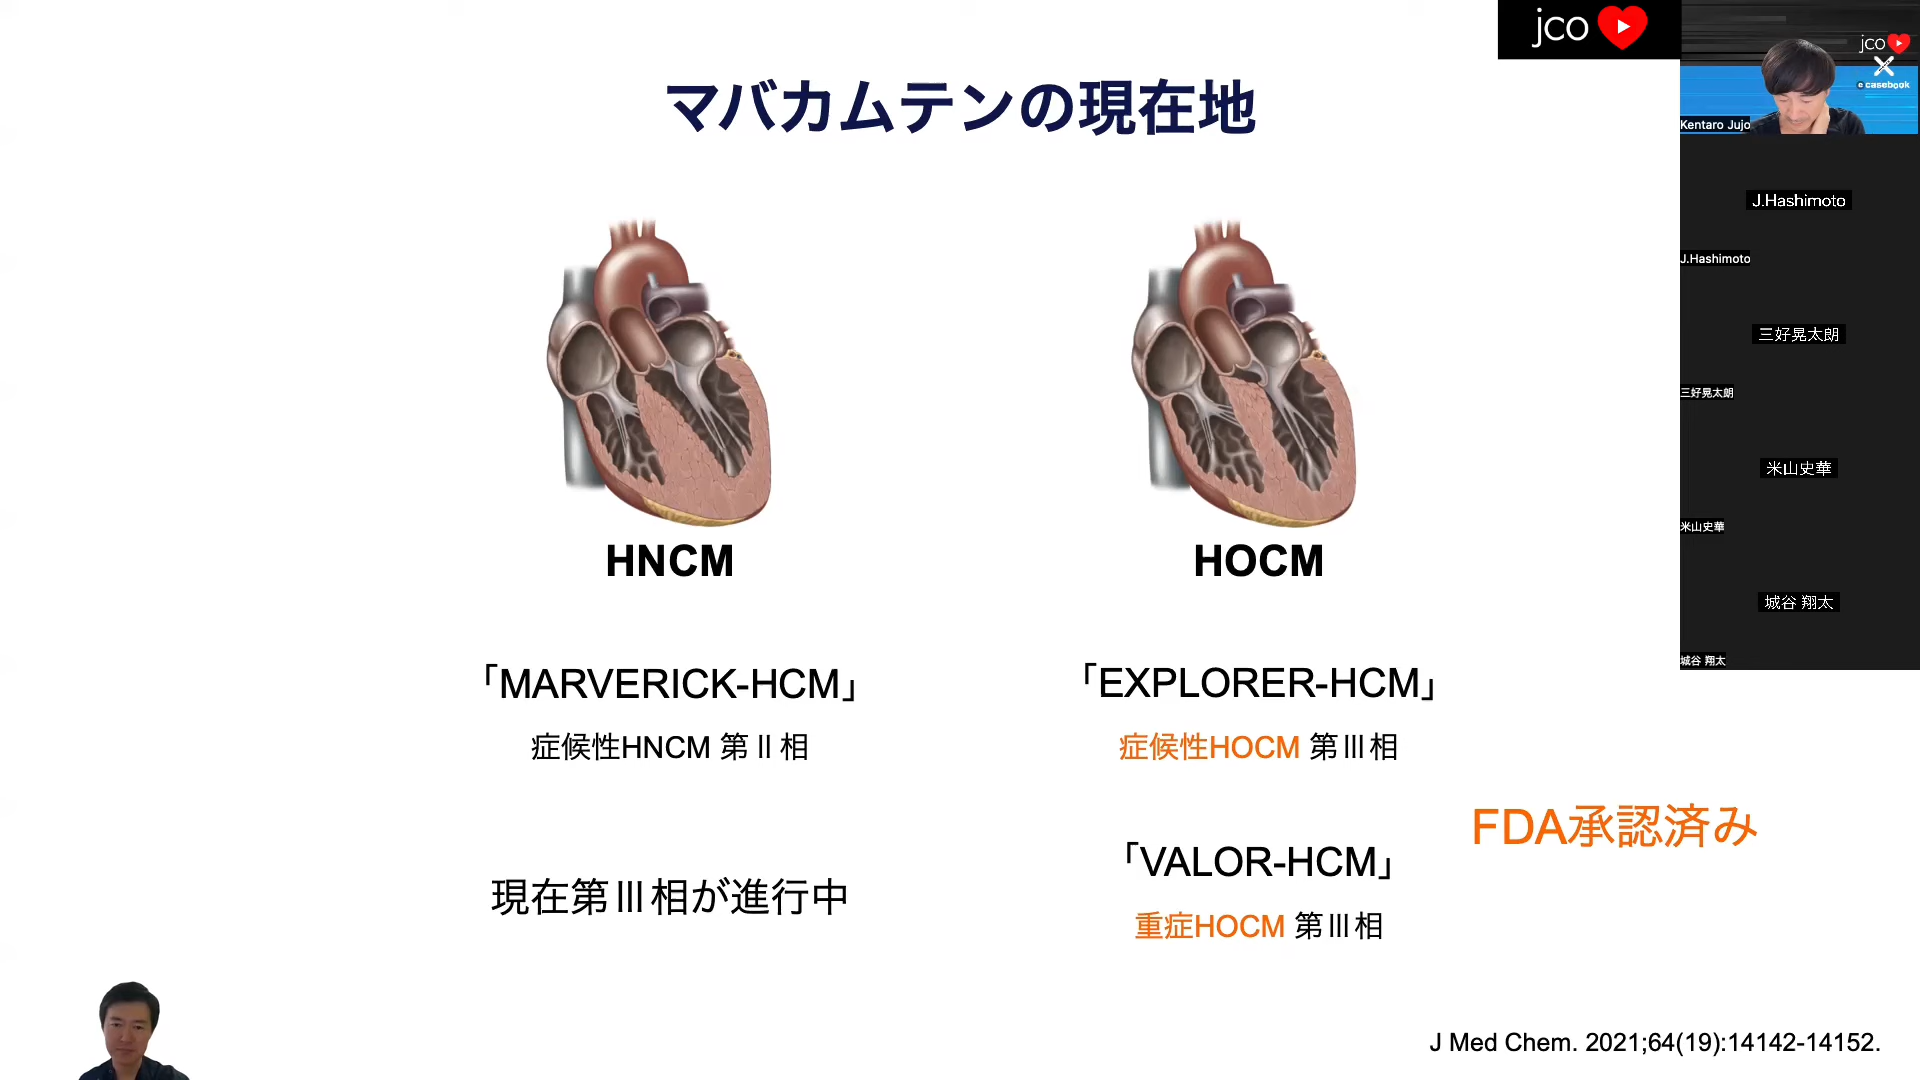 jco
jco
e casebook
Kentaro Jujo
J.Hashimoto
J.Hashimoto
三好晃太朗
三好晃太朗
米山史華
米山史華
城谷 翔太
城谷 翔太
マバカムテンの現在地
HNCM
HOCM
「MARVERICK-HCM」
症候性HNCM 第Ⅱ相
現在第Ⅲ相が進行中
「EXPLORER-HCM」
症候性HOCM 第Ⅲ相
「VALOR-HCM」
重症HOCM 第Ⅲ相
FDA承認済み
J Med Chem. 2021;64(19):14142-14152.